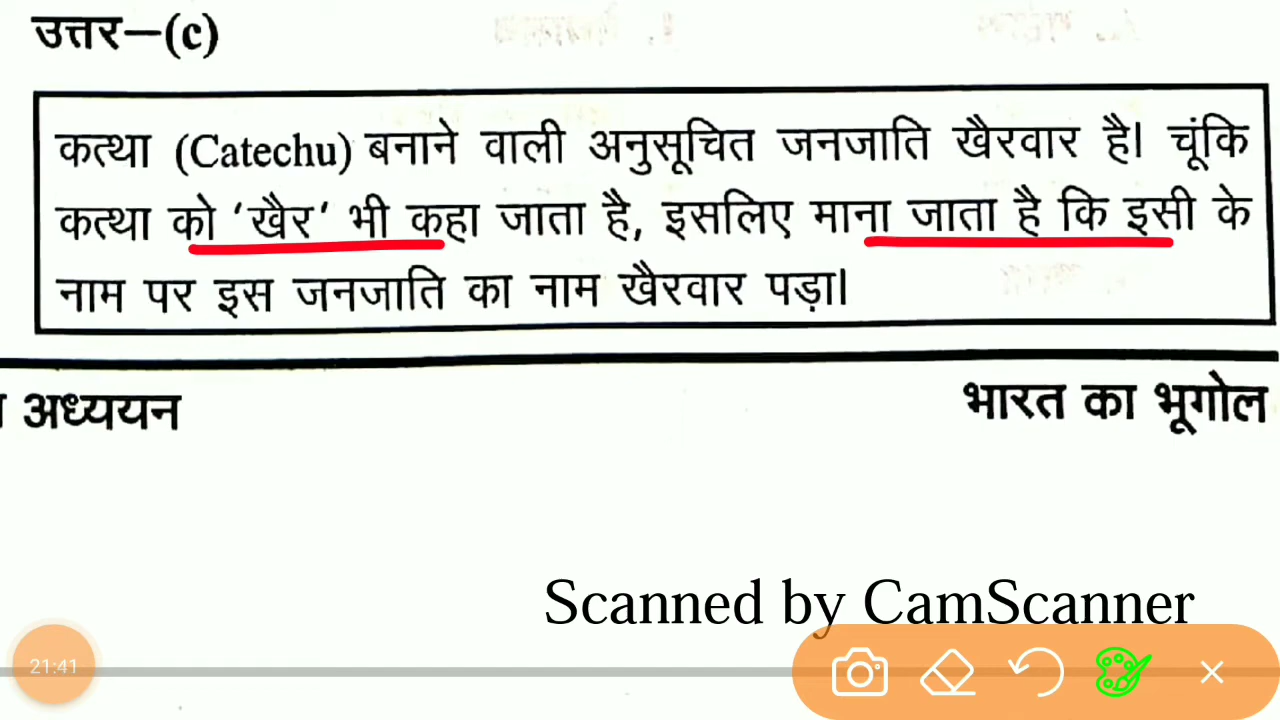 उत्तर–(c)
कत्था (Catechu) बनाने वाली अनुसूचित जनजाति खैरवार है। चूंकि
कत्था को ‘खैर’ भी कहा जाता है, इसलिए माना जाता है कि इसी के
नाम पर इस जनजाति का नाम खैरवार पड़ा।
अध्ययन
भारत का भूगोल
Scanned by CamScanner
21:41